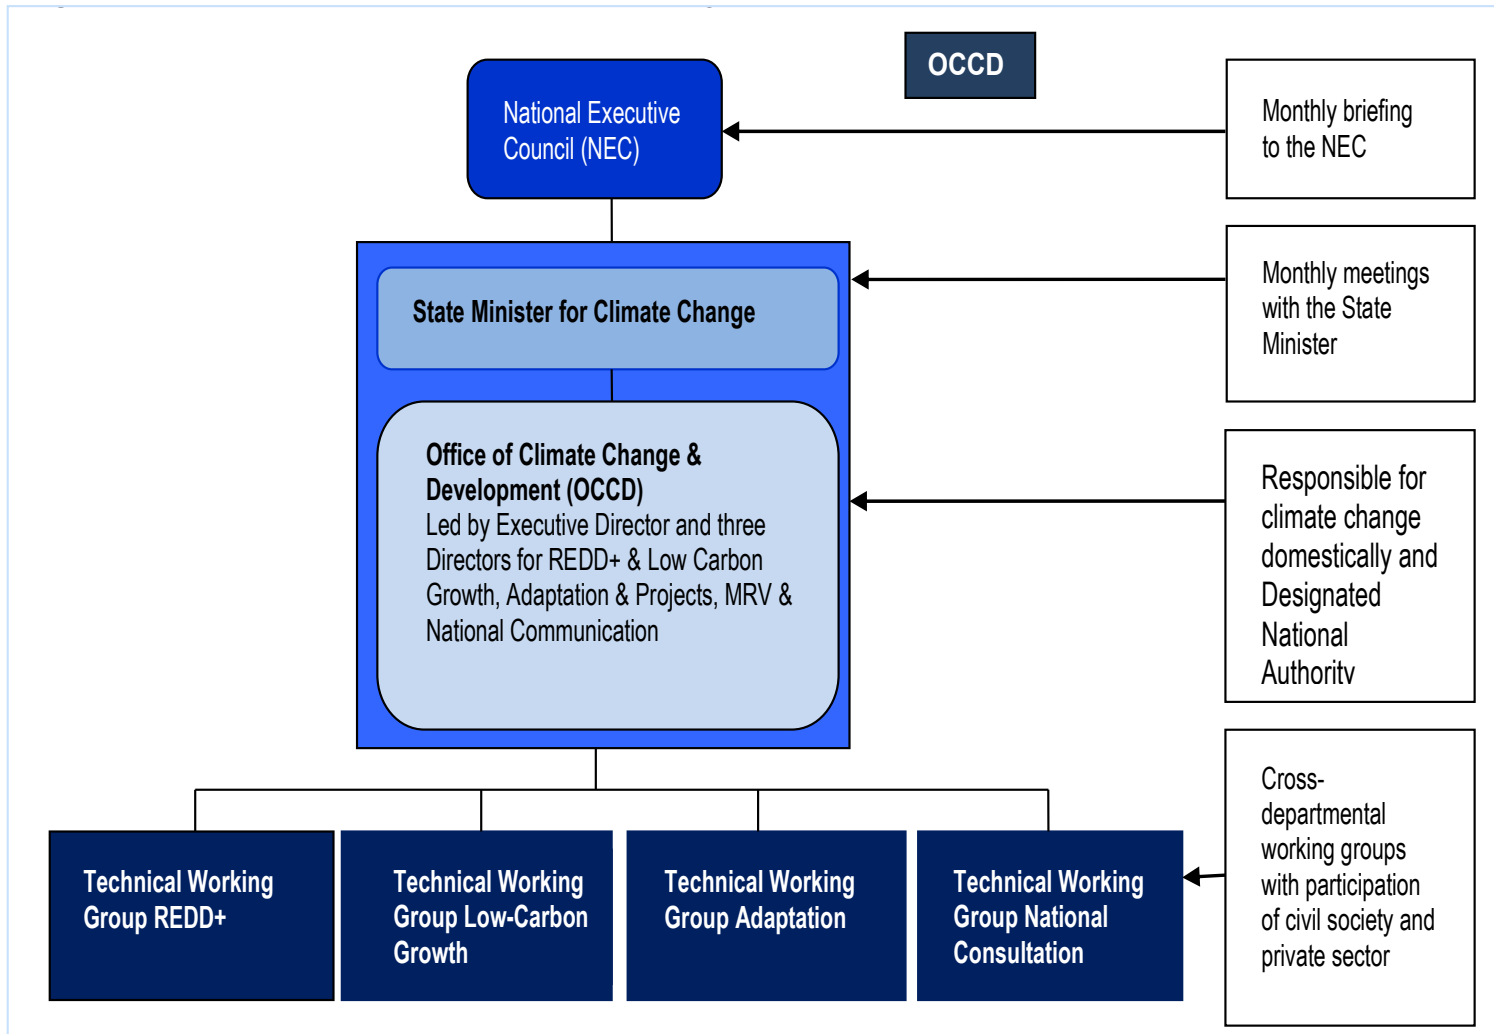 OCCD
National Executive
Council (NEC)
Monthly briefing
to the NEC
State Minister for Climate Change
Monthly meetings
with the State
Minister
Office of Climate Change &
Development (OCCD)
Led by Executive Director and three
Directors for REDD+ & Low Carbon
Growth, Adaptation & Projects, MRV &
National Communication
Responsible for
climate change
domestically and
Designated
National
Authority
Technical Working
Group REDD+
Technical Working
Group Low-Carbon
Growth
Technical Working
Group Adaptation
Technical Working
Group National
Consultation
Cross-
departmental
working groups
with participation
of civil society and
private sector